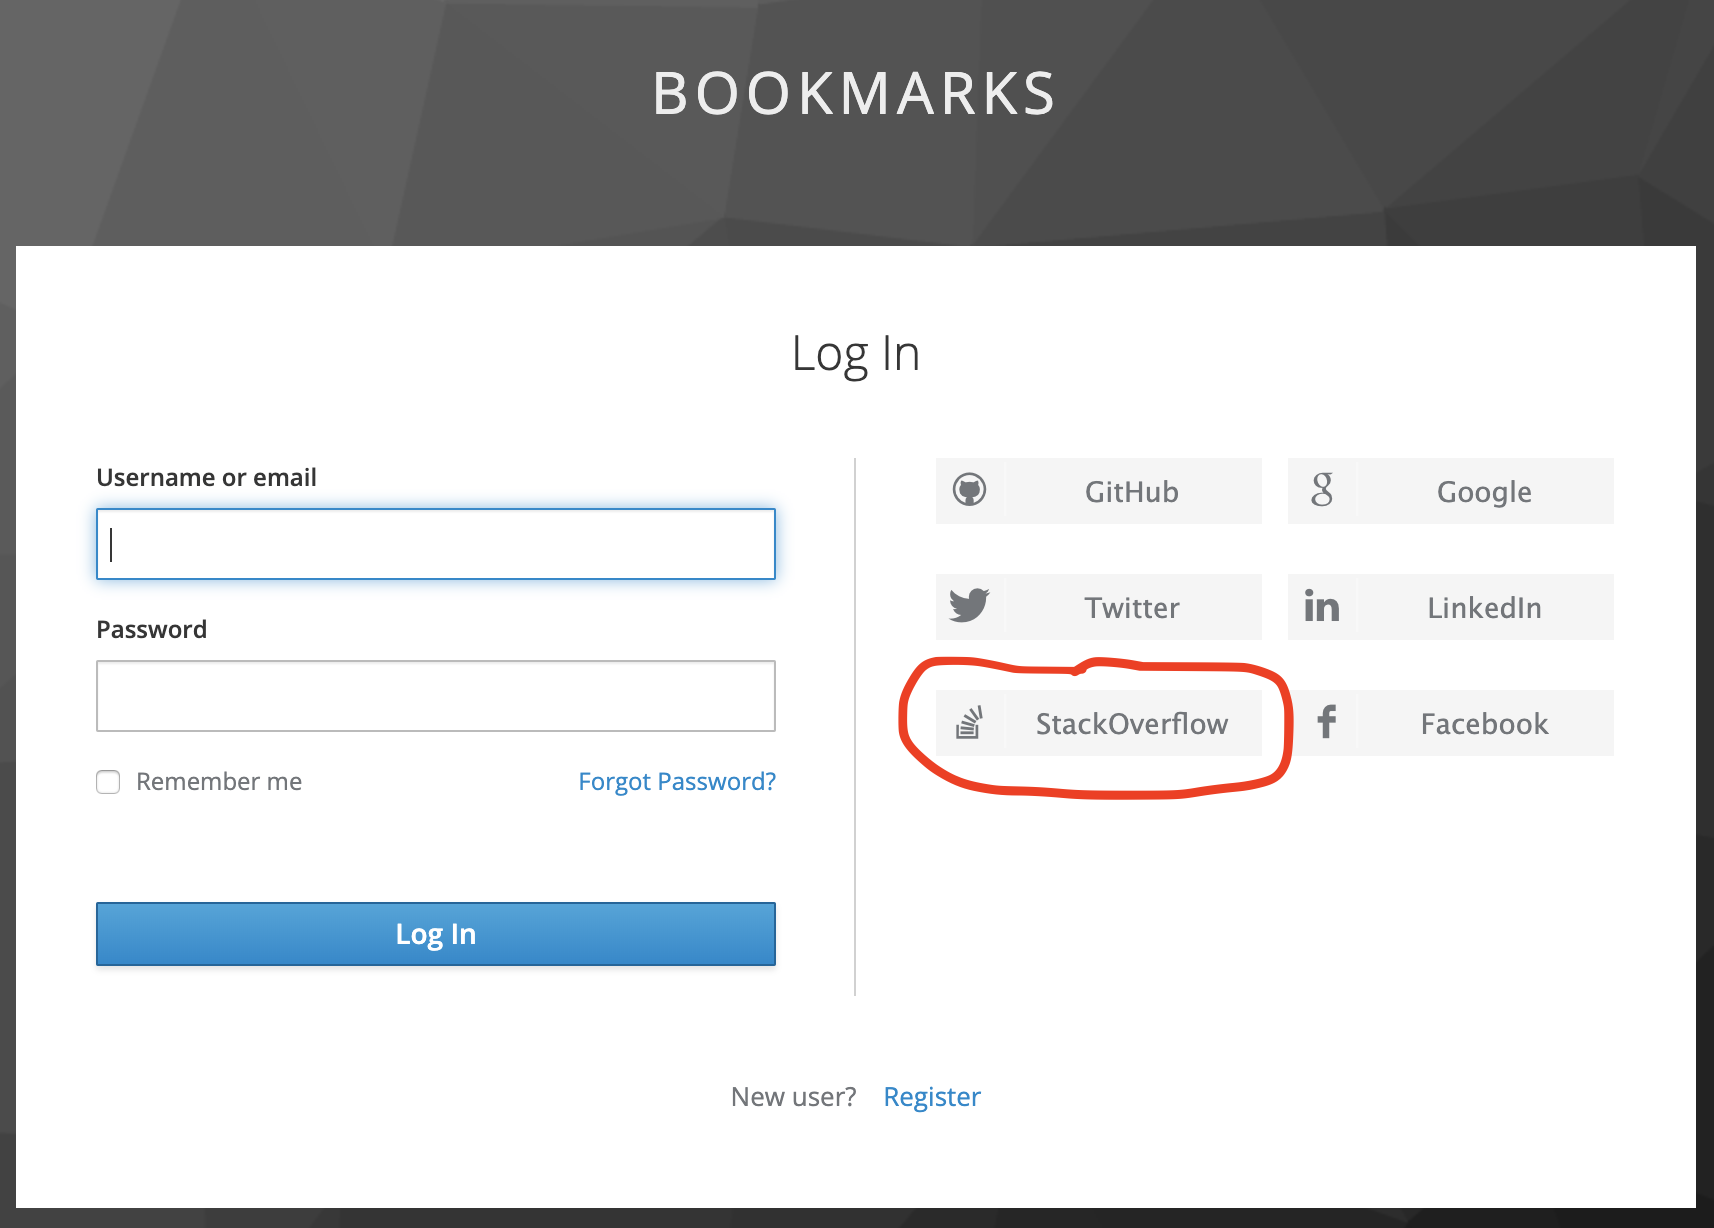 BOOKMARKS
Log In
Username or email
Password
Remember me
Forgot Password?
Log In
GitHub
Google
Twitter
LinkedIn
StackOverflow
Facebook
New user? Register